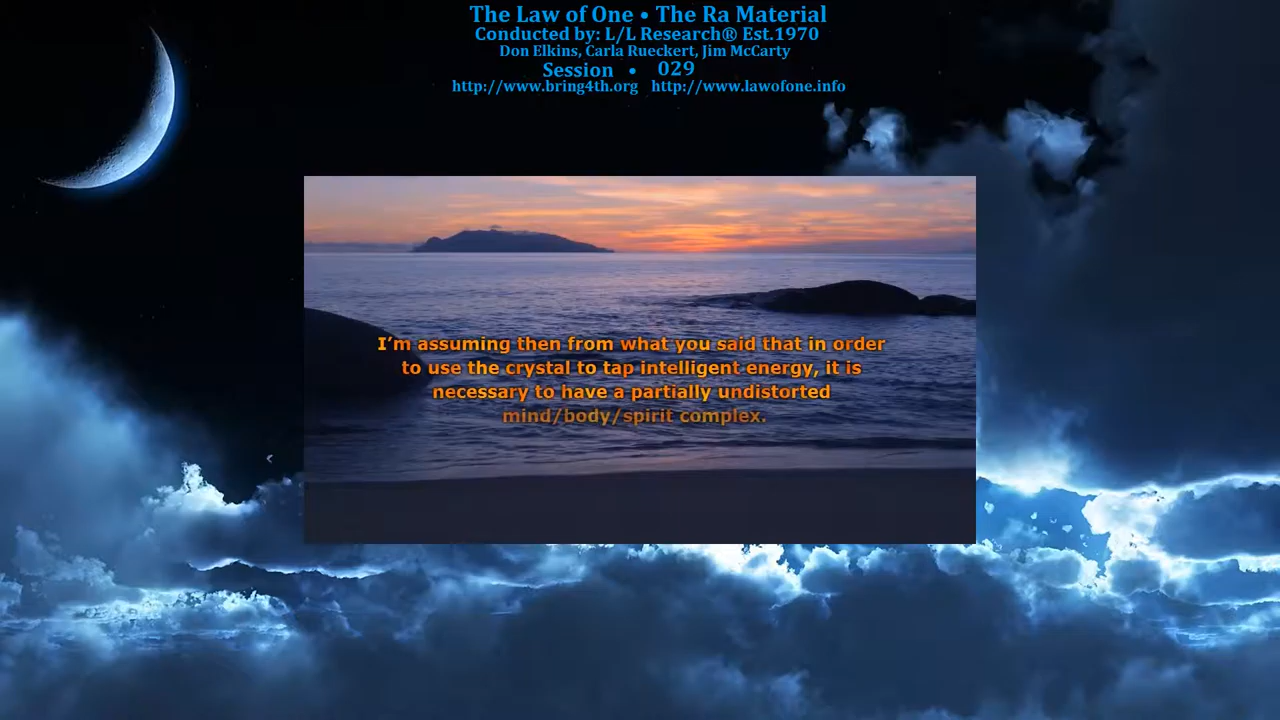 The Law of One • The Ra Material
Conducted by: L/L Research® Est.1970
Don Elkins, Carla Rueckert, Jim McCarty
Session • 029
http://www.bring4th.org http://www.lawofone.info
I’m assuming then from what you said that in order
to use the crystal to tap intelligent energy, it is
necessary to have a partially undistorted
mind/body/spirit complex.